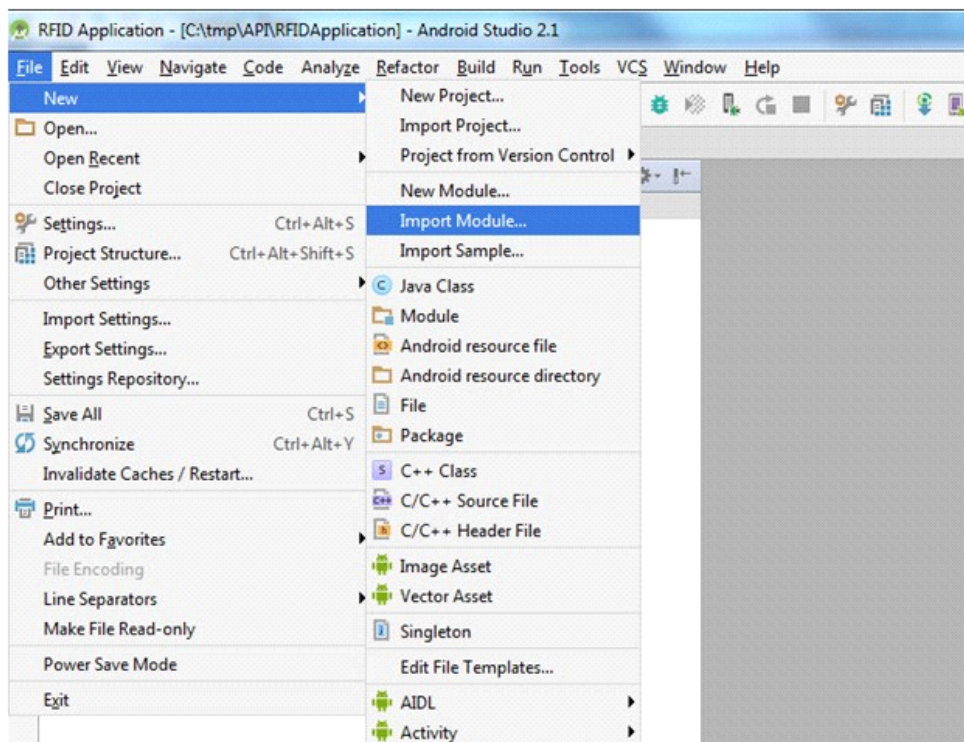 RFID Application - [C:\tmp\API\RFIDApplication] - Android Studio 2.1
File Edit View Navigate Code Analyze Refactor Build Run Tools VCS Window Help
New
Open...
Open Recent
Close Project
Settings... Ctrl+Alt+S
Project Structure... Ctrl+Alt+Shift+S
Other Settings
Import Settings...
Export Settings...
Settings Repository...
Save All Ctrl+S
Synchronize Ctrl+Alt+Y
Invalidate Caches / Restart...
Print...
Add to Favorites
File Encoding
Line Separators
Make File Read-only
Power Save Mode
Exit
New Project...
Import Project...
Project from Version Control
New Module...
Import Module...
Import Sample...
C Java Class
Module
Android resource file
Android resource directory
File
Package
S C++ Class
C++ C/C++ Source File
h C/C++ Header File
Image Asset
Vector Asset
Singleton
Edit File Templates...
AIDL
Activity